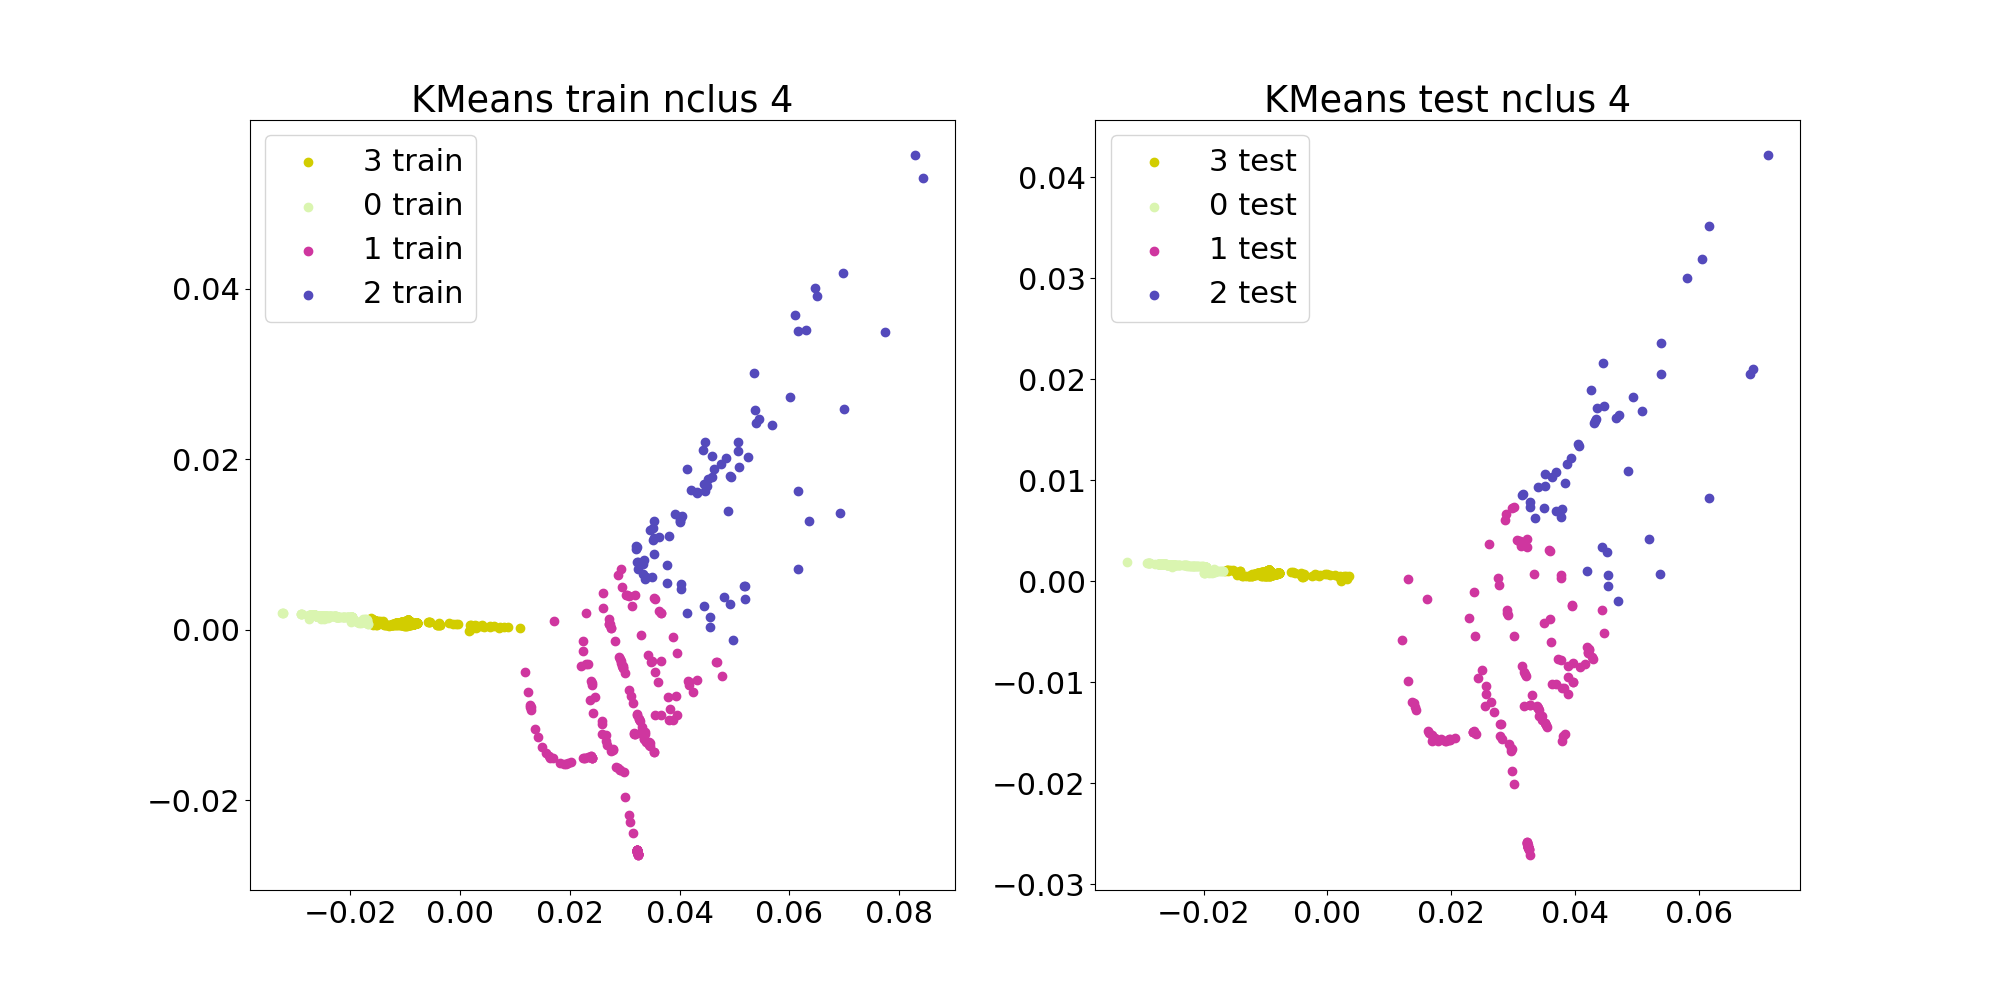 KMeans train nclus 4
3 train
0 train
1 train
2 train
0.04
0.02
0.00
−0.02
−0.02 0.00 0.02 0.04 0.06 0.08
KMeans test nclus 4
3 test
0 test
1 test
2 test
0.04
0.03
0.02
0.01
0.00
−0.01
−0.02
−0.03
−0.02 0.00 0.02 0.04 0.06